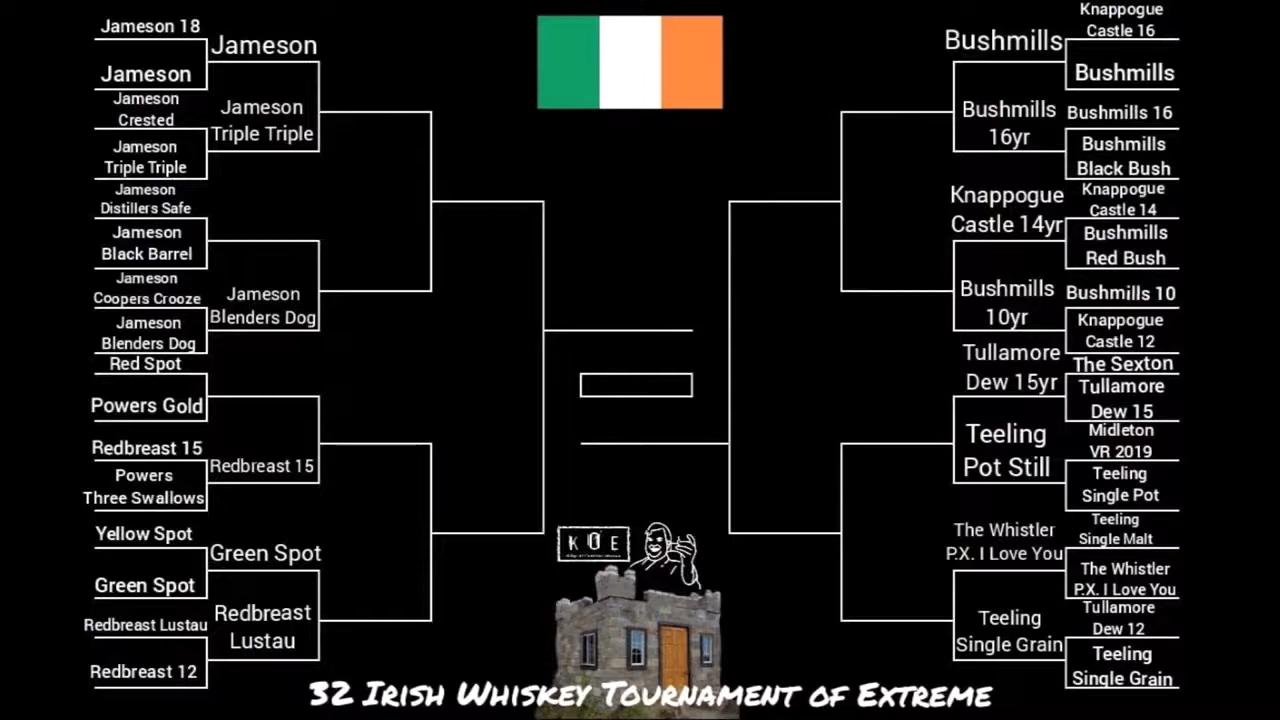 Jameson 18
Jameson
Jameson
Crested
Jameson
Triple Triple
Jameson
Distillers Safe
Jameson
Black Barrel
Jameson
Coopers Crooze
Jameson
Blenders Dog
Red Spot
Powers Gold
Redbreast 15
Powers
Three Swallows
Yellow Spot
Green Spot
Redbreast Lustau
Redbreast 12
Jameson
Jameson
Triple Triple
Jameson
Blenders Dog
Redbreast 15
Green Spot
Redbreast
Lustau
Bushmills
Bushmills
16yr
Knappogue
Castle 14yr
Bushmills
10yr
Tullamore
Dew 15yr
Teeling
Pot Still
The Whistler
P.X. I Love You
Teeling
Single Grain
Knappogue
Castle 16
Bushmills
Bushmills 16
Bushmills
Black Bush
Knappogue
Castle 14
Bushmills
Red Bush
Bushmills 10
Knappogue
Castle 12
The Sexton
Tullamore
Dew 15
Midleton
VR 2019
Teeling
Single Pot
Teeling
Single Malt
The Whistler
P.X. I Love You
Tullamore
Dew 12
Teeling
Single Grain
K O E
32 Irish Whiskey Tournament of Extreme